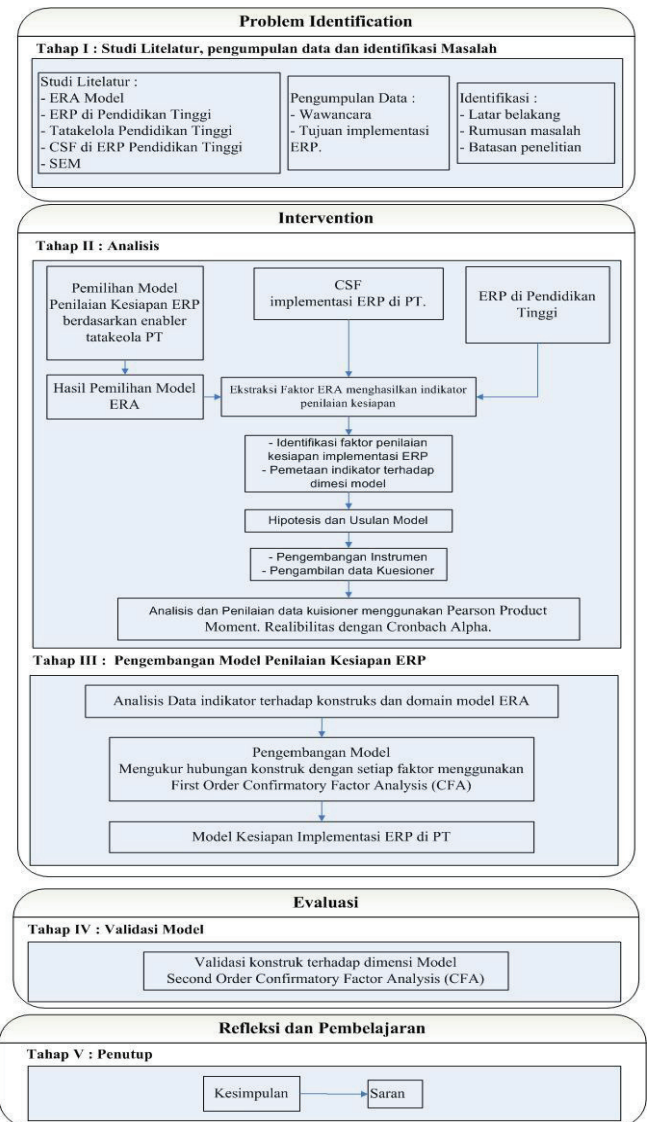 Problem Identification
Tahap I : Studi Litelatur, pengumpulan data dan identifikasi Masalah
Studi Litelatur :
- ERA Model
- ERP di Pendidikan Tinggi
- Tatakelola Pendidikan Tinggi
- CSF di ERP Pendidikan Tinggi
- SEM
Pengumpulan Data :
- Wawancara
- Tujuan implementasi
ERP.
Identifikasi :
- Latar belakang
- Rumusan masalah
- Batasan penelitian
Intervention
Tahap II : Analisis
Pemilihan Model
Penilaian Kesiapan ERP
berdasarkan enabler
tatakeola PT
CSF
implementasi ERP di PT.
ERP di Pendidikan
Tinggi
Hasil Pemilihan Model
ERA
Ekstraksi Faktor ERA menghasilkan indikator
penilaian kesiapan
- Identifikasi faktor penilaian
kesiapan implementasi ERP
- Pemetaan indikator terhadap
dimesi model
Hipotesis dan Usulan Model
- Pengembangan Instrumen
- Pengambilan data Kuesioner
Analisis dan Penilaian data kuisioner menggunakan Pearson Product
Moment. Realibilitas dengan Cronbach Alpha.
Tahap III : Pengembangan Model Penilaian Kesiapan ERP
Analisis Data indikator terhadap konstruks dan domain model ERA
Pengembangan Model
Mengukur hubungan konstruk dengan setiap faktor menggunakan
First Order Confirmatory Factor Analysis (CFA)
Model Kesiapan Implementasi ERP di PT
Evaluasi
Tahap IV : Validasi Model
Validasi konstruk terhadap dimensi Model
Second Order Confirmatory Factor Analysis (CFA)
Refleksi dan Pembelajaran
Tahap V : Penutup
Kesimpulan
Saran